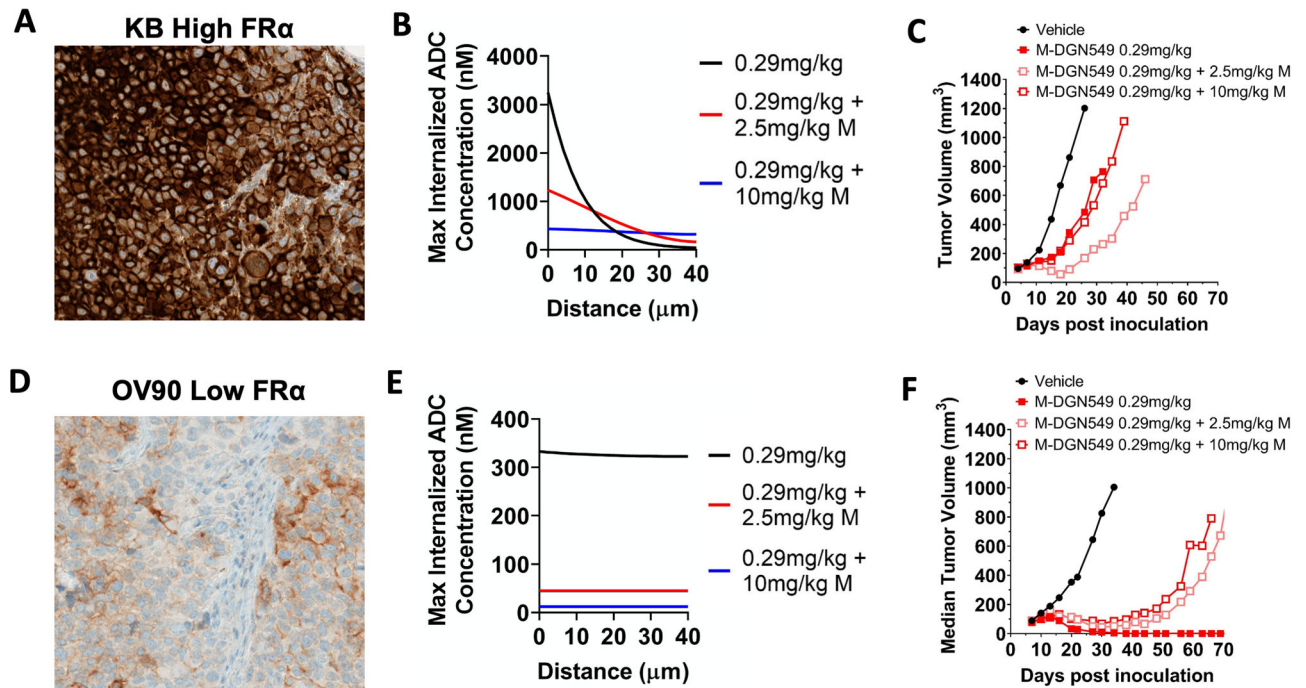 A
KB High FRα
B
Max Internalized ADC
Concentration (nM)
4000
3000
2000
1000
0
0 10 20 30 40
Distance (μm)
0.29mg/kg
0.29mg/kg +
2.5mg/kg M
0.29mg/kg +
10mg/kg M
C
Vehicle
M-DGN549 0.29mg/kg
M-DGN549 0.29mg/kg + 2.5mg/kg M
M-DGN549 0.29mg/kg + 10mg/kg M
Tumor Volume (mm³)
1400
1200
1000
800
600
400
200
0
0 10 20 30 40 50 60 70
Days post inoculation
D
OV90 Low FRα
E
Max Internalized ADC
Concentration (nM)
400
300
200
100
0
0 10 20 30 40
Distance (μm)
0.29mg/kg
0.29mg/kg +
2.5mg/kg M
0.29mg/kg +
10mg/kg M
F
Vehicle
M-DGN549 0.29mg/kg
M-DGN549 0.29mg/kg + 2.5mg/kg M
M-DGN549 0.29mg/kg + 10mg/kg M
Median Tumor Volume (mm³)
1400
1200
1000
800
600
400
200
0
0 10 20 30 40 50 60 70
Days post inoculation